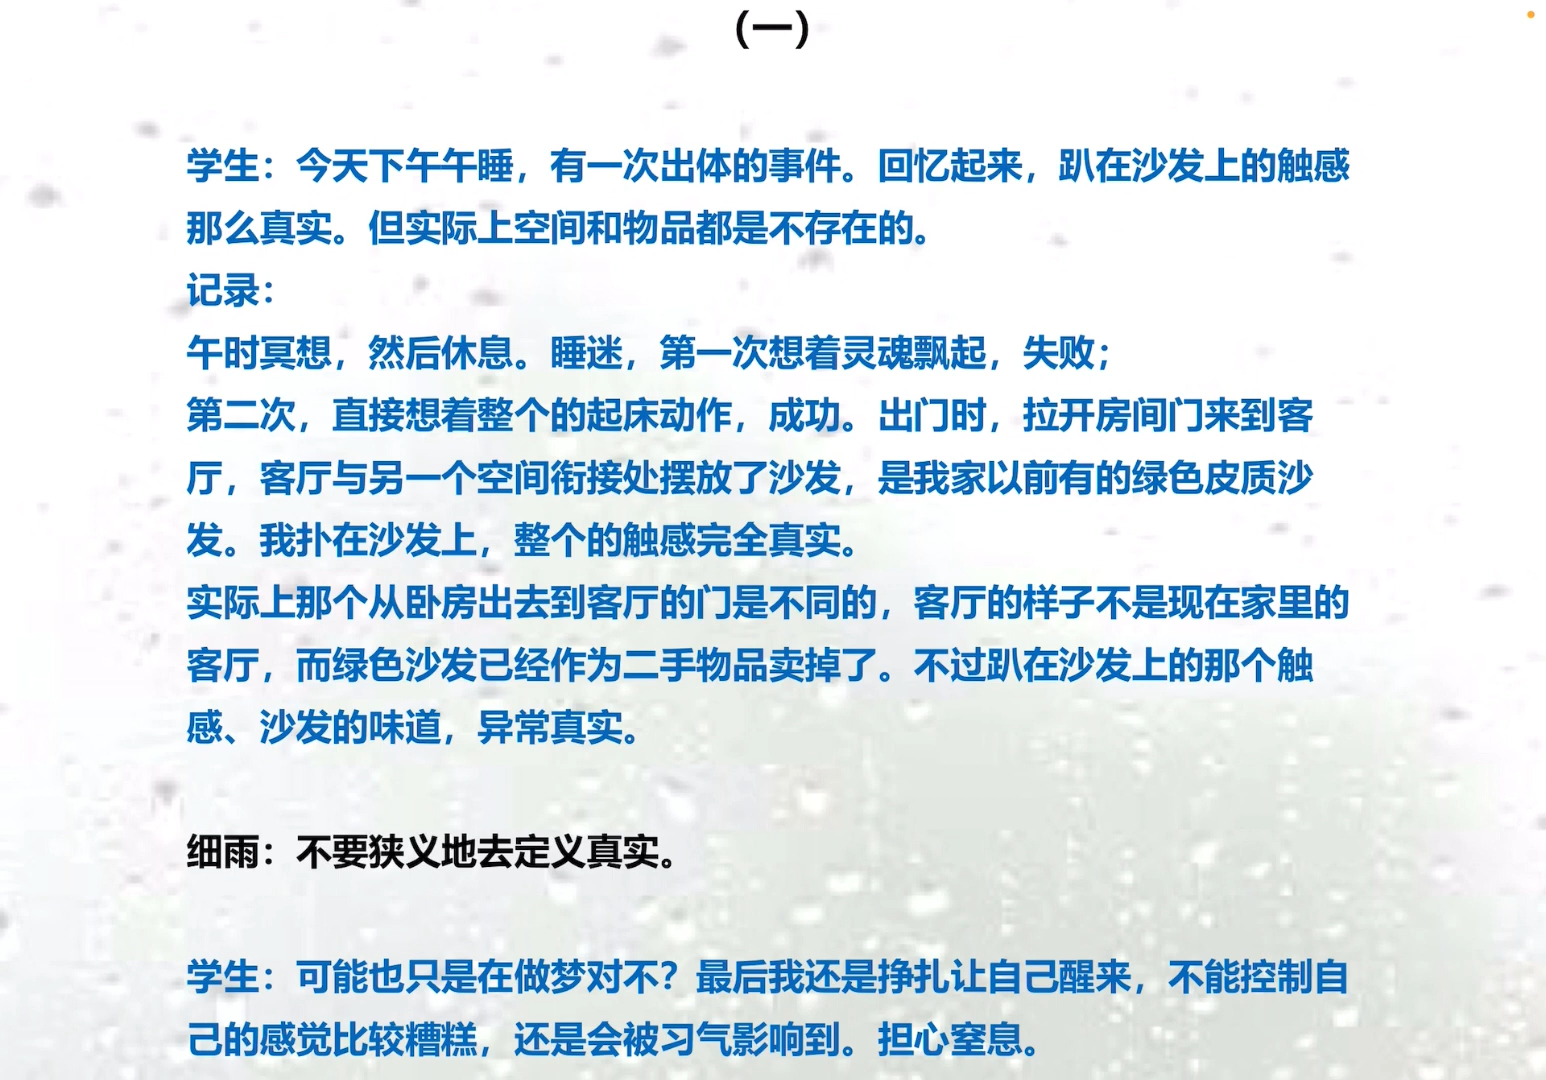 （一）
学生：今天下午午睡，有一次出体的事件。回忆起来，趴在沙发上的触感
那么真实。但实际上空间和物品都是不存在的。
记录：
午时冥想，然后休息。睡迷，第一次想着灵魂飘起，失败；
第二次，直接想着整个的起床动作，成功。出门时，拉开房间门来到客
厅，客厅与另一个空间衔接处摆放了沙发，是我家以前有的绿色皮质沙
发。我扑在沙发上，整个的触感完全真实。
实际上那个从卧房出去到客厅的门是不同的，客厅的样子不是现在家里的
客厅，而绿色沙发已经作为二手物品卖掉了。不过趴在沙发上的那个触
感、沙发的味道，异常真实。
细雨：不要狭义地去定义真实。
学生：可能也只是在做梦对不？最后我还是挣扎让自己醒来，不能控制自
己的感觉比较糟糕，还是会被习气影响到。担心窒息。